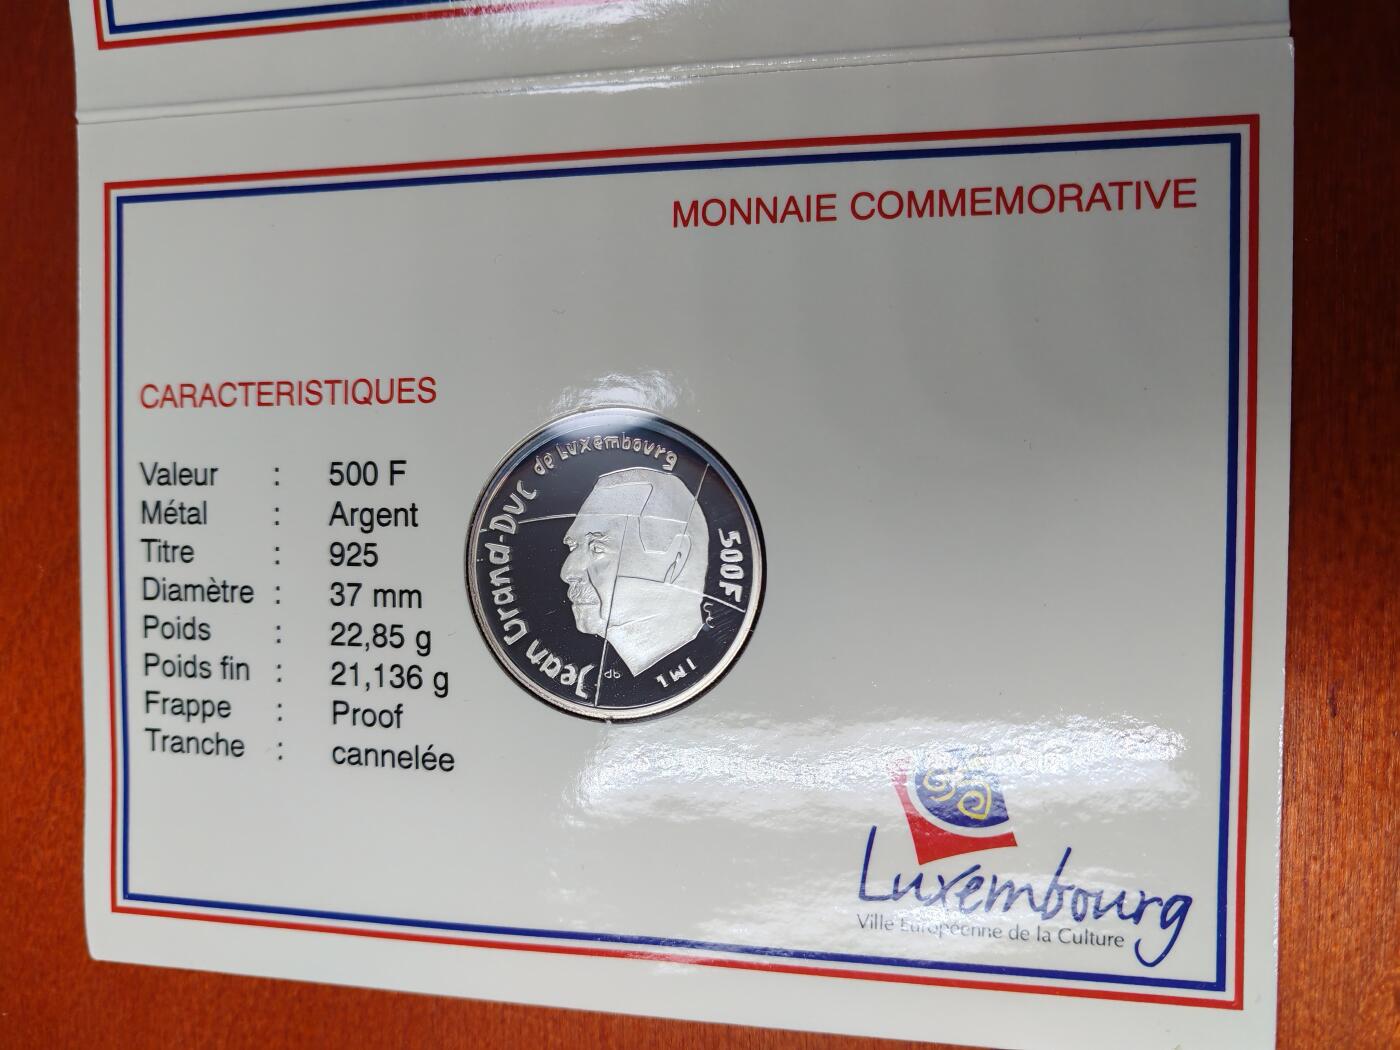 MONNAIE COMMEMORATIVE
CARACTERISTIQUES
Valeur : 500 F
Métal : Argent
Titre : 925
Diamètre : 37 mm
Poids : 22,85 g
Poids fin : 21,136 g
Frappe : Proof
Tranche : cannelée
Jean Grand-Duc de Luxembourg
500F
IML
Luxembourg
Ville Européenne de la Culture